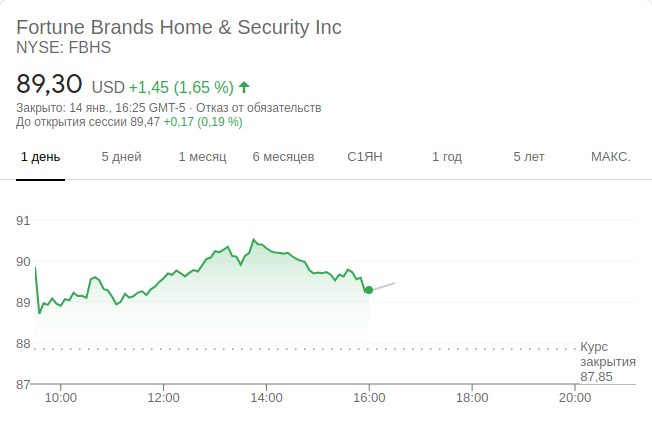 Fortune Brands Home & Security Inc
NYSE: FBHS
89,30 USD +1,45 (1,65 %)
Закрыто: 14 янв., 16:25 GMT-5 · Отказ от обязательств
До открытия сессии 89,47 +0,17 (0,19 %)
1 день 5 дней 1 месяц 6 месяцев С1ЯН 1 год 5 лет МАКС.
91
90
89
88
Курс
закрытия
87,85
87
10:00 12:00 14:00 16:00 18:00 20:00